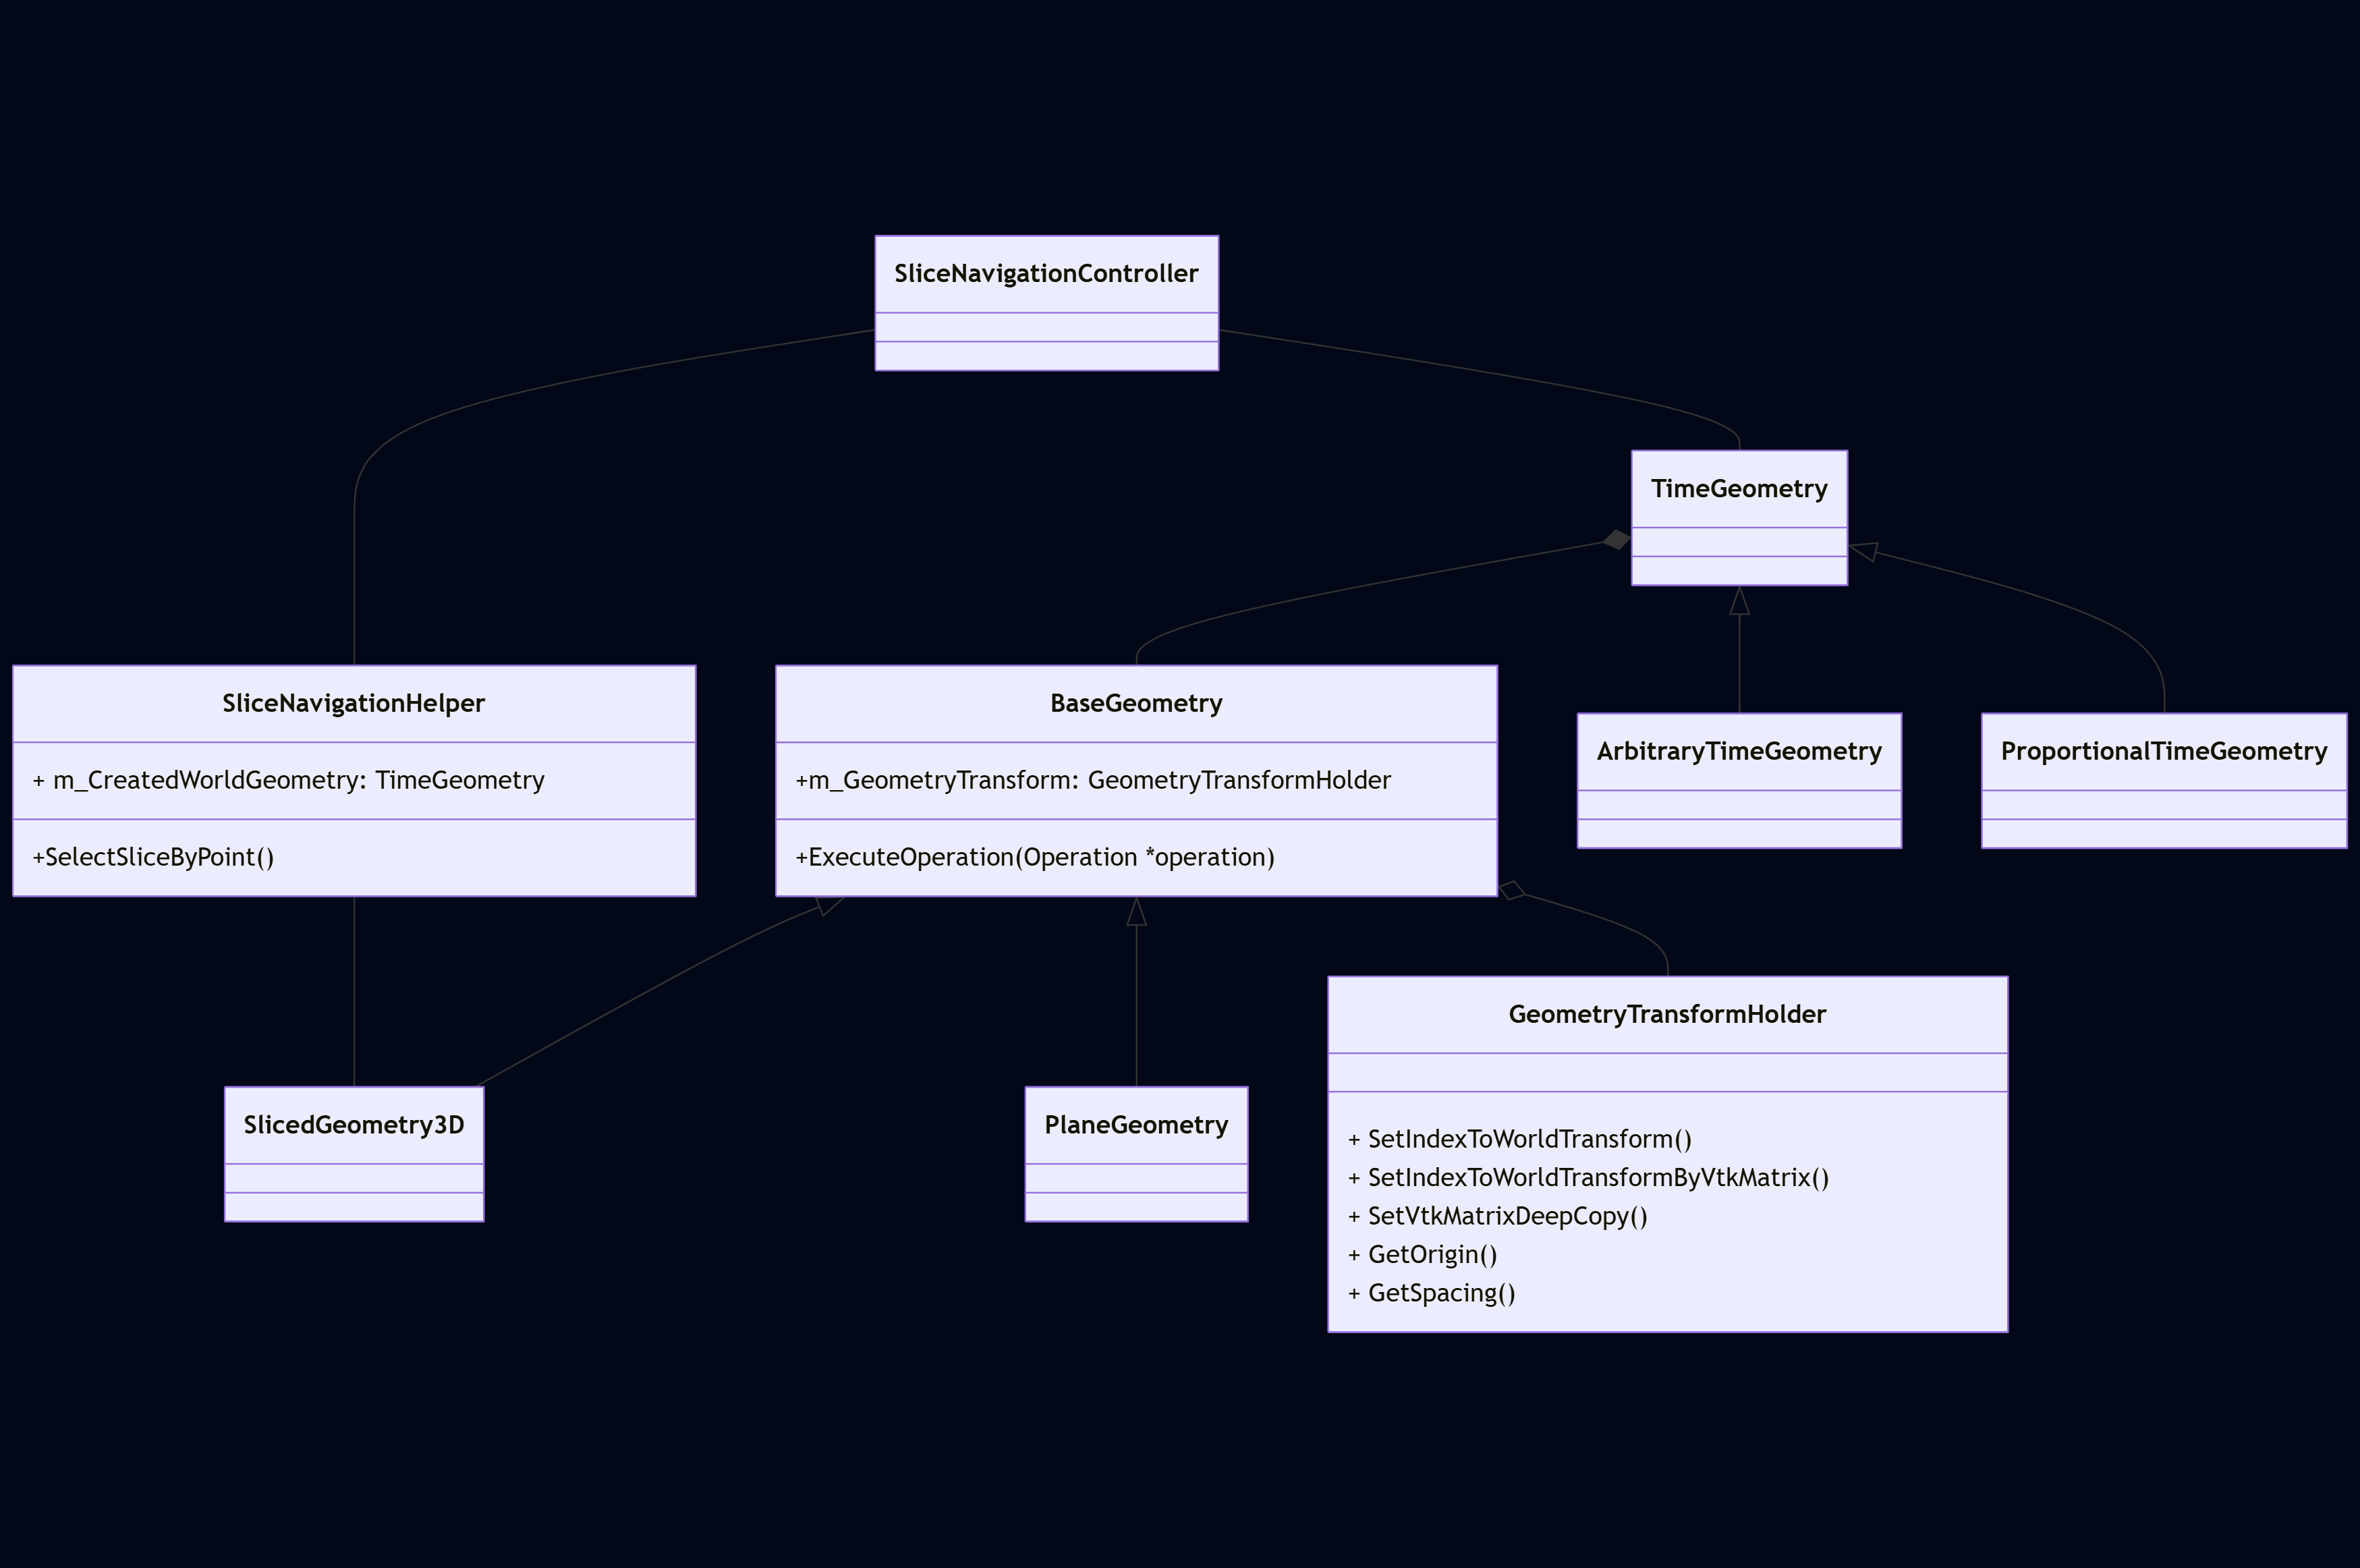 SliceNavigationController
TimeGeometry
SliceNavigationHelper
+ m_CreatedWorldGeometry: TimeGeometry
+SelectSliceByPoint()
BaseGeometry
+m_GeometryTransform: GeometryTransformHolder
+ExecuteOperation(Operation *operation)
ArbitraryTimeGeometry
ProportionalTimeGeometry
SlicedGeometry3D
PlaneGeometry
GeometryTransformHolder
+ SetIndexToWorldTransform()
+ SetIndexToWorldTransformByVtkMatrix()
+ SetVtkMatrixDeepCopy()
+ GetOrigin()
+ GetSpacing()